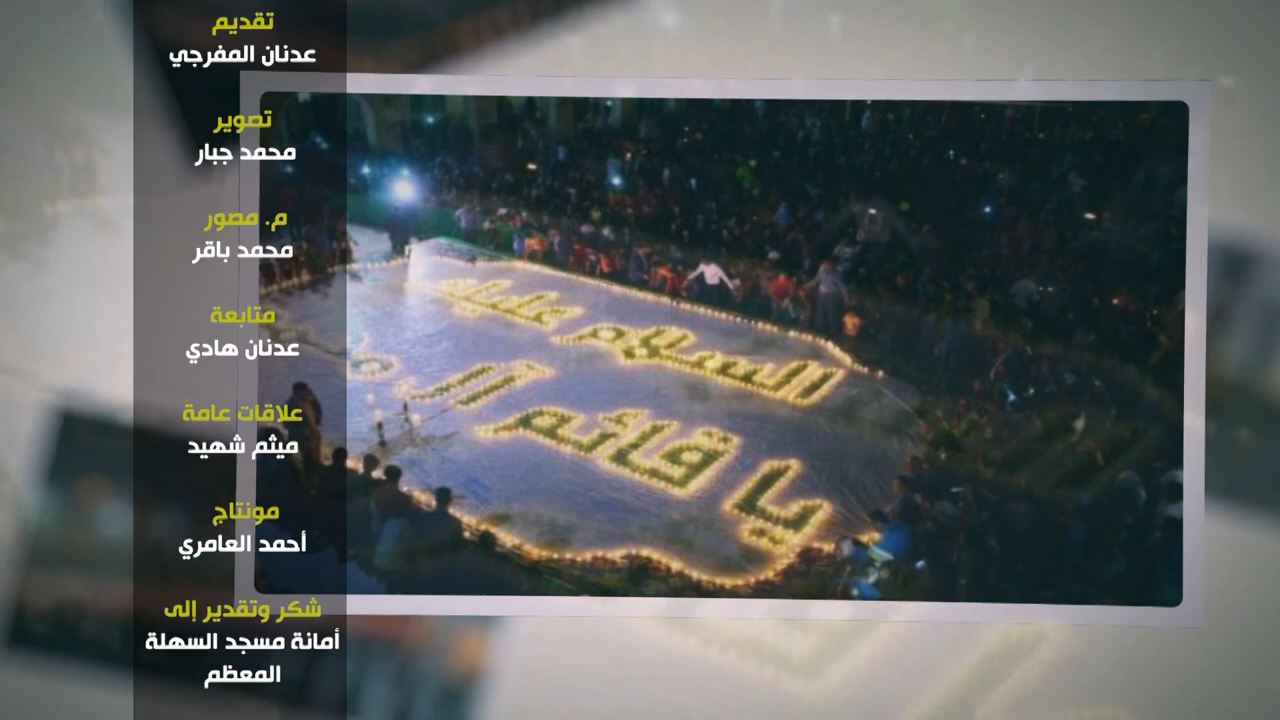 تقديم
عدنان المفرجي
تصوير
محمد جبار
م. مصور
محمد باقر
متابعة
عدنان هادي
علاقات عامة
ميثم شهيد
مونتاج
أحمد العامري
شكر وتقدير إلى
أمانة مسجد السهلة
المعظم
السلام عليك
يا قائم